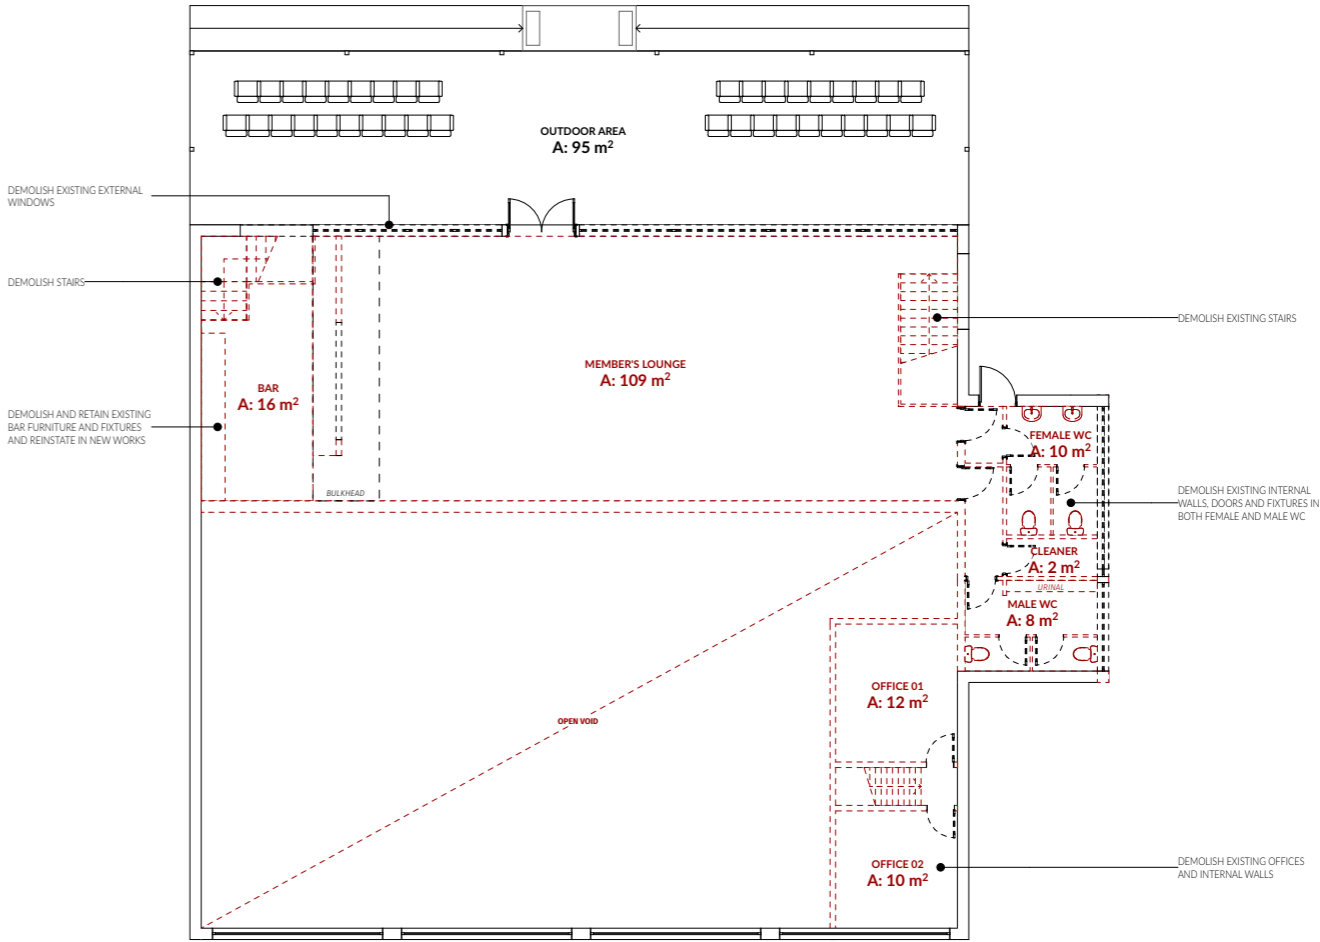 OUTDOOR AREA
A: 95 m²
DEMOLISH EXISTING EXTERNAL
WINDOWS
DEMOLISH STAIRS
DEMOLISH EXISTING STAIRS
MEMBER'S LOUNGE
A: 109 m²
BAR
A: 16 m²
DEMOLISH AND RETAIN EXISTING
BAR FURNITURE AND FIXTURES
AND REINSTATE IN NEW WORKS
FEMALE WC
A: 10 m²
BULKHEAD
DEMOLISH EXISTING INTERNAL
WALLS, DOORS AND FIXTURES IN
BOTH FEMALE AND MALE WC
CLEANER
A: 2 m²
URINAL
MALE WC
A: 8 m²
OFFICE 01
A: 12 m²
OPEN VOID
OFFICE 02
A: 10 m²
DEMOLISH EXISTING OFFICES
AND INTERNAL WALLS